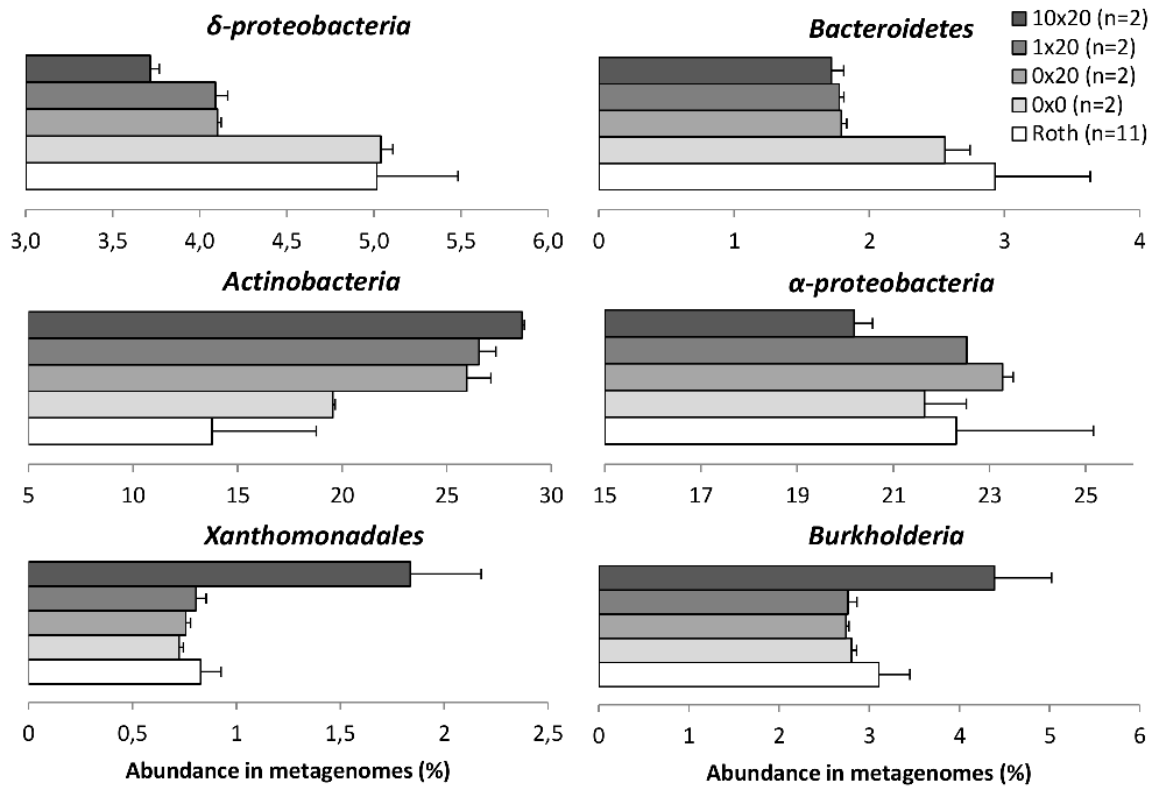 δ-proteobacteria
3,0 3,5 4,0 4,5 5,0 5,5 6,0
Bacteroidetes
0 1 2 3 4
10x20 (n=2)
1x20 (n=2)
0x20 (n=2)
0x0 (n=2)
Roth (n=11)
Actinobacteria
5 10 15 20 25 30
α-proteobacteria
15 17 19 21 23 25
Xanthomonadales
0 0,5 1 1,5 2 2,5
Abundance in metagenomes (%)
Burkholderia
0 1 2 3 4 5 6
Abundance in metagenomes (%)